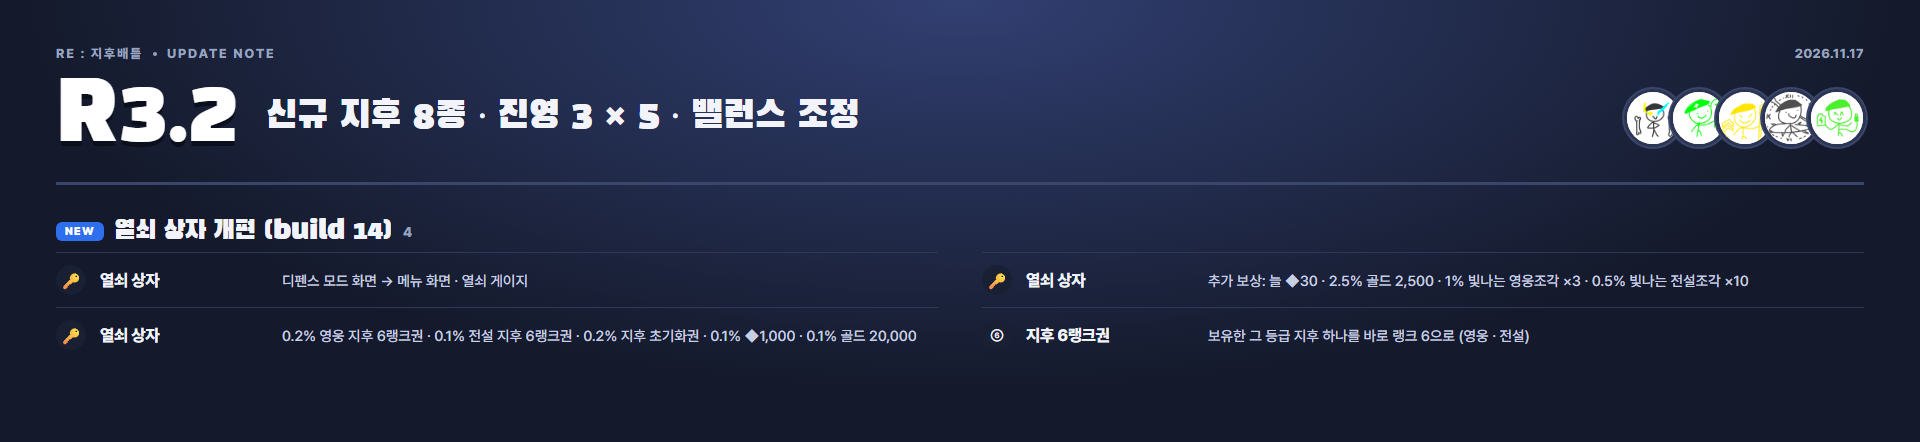 RE : 지후배틀 • UPDATE NOTE
2026.11.17
R3.2 신규 지후 8종 · 진영 3 × 5 · 밸런스 조정
NEW 열쇠 상자 개편 (build 14) 4
열쇠 상자 디펜스 모드 화면 → 메뉴 화면 · 열쇠 게이지
열쇠 상자 추가 보상: 늘 ◆30 · 2.5% 골드 2,500 · 1% 빛나는 영웅조각 ×3 · 0.5% 빛나는 전설조각 ×10
열쇠 상자 0.2% 영웅 지후 6랭크권 · 0.1% 전설 지후 6랭크권 · 0.2% 지후 초기화권 · 0.1% ◆1,000 · 0.1% 골드 20,000
⑥ 지후 6랭크권 보유한 그 등급 지후 하나를 바로 랭크 6으로 (영웅 · 전설)